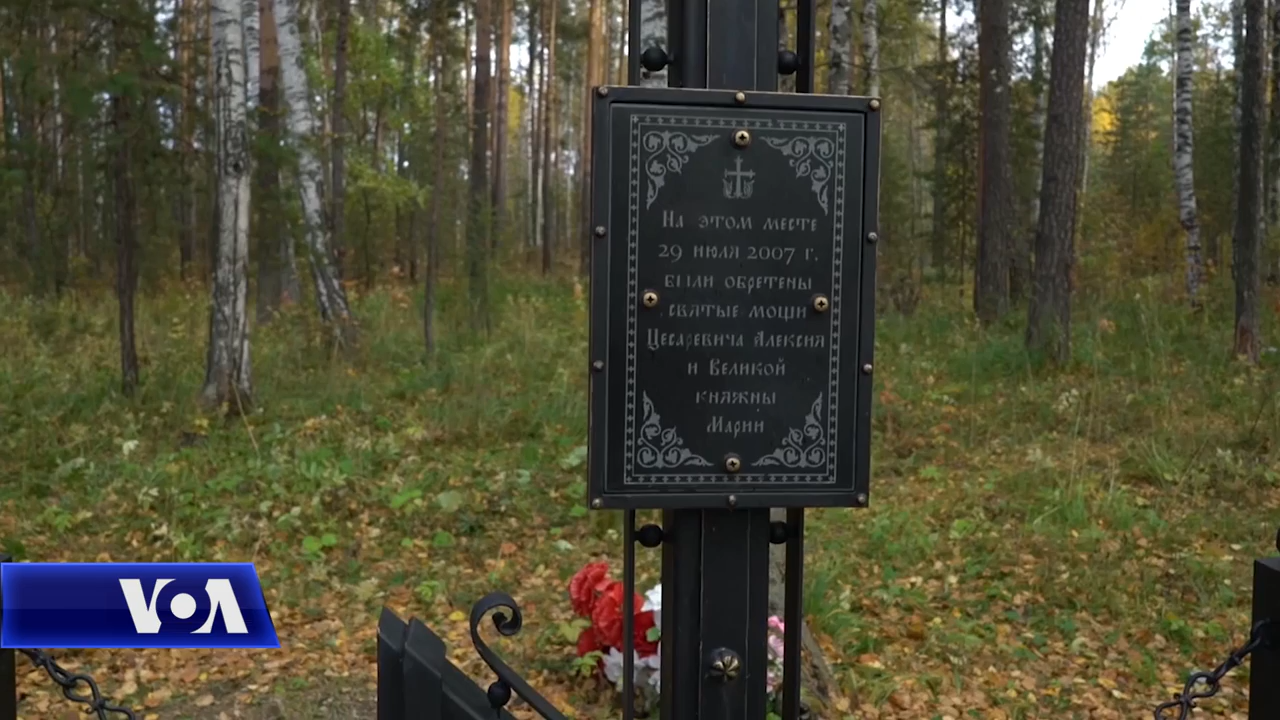 На этом месте
29 июля 2007 г.
были обретены
святые мощи
Цесаревича Алексия
и Великой
княжны
Марии
VOA